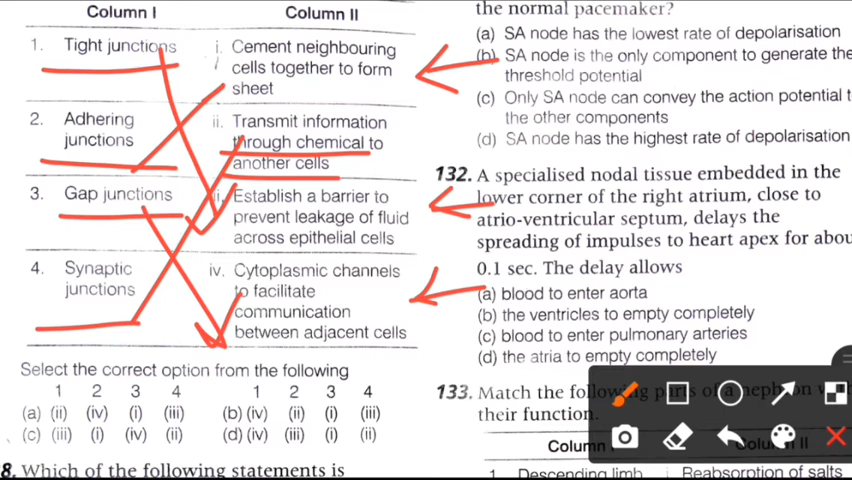 Column I Column II
1. Tight junctions i. Cement neighbouring
cells together to form
sheet
2. Adhering ii. Transmit information
junctions through chemical to
another cells
3. Gap junctions iii. Establish a barrier to
prevent leakage of fluid
across epithelial cells
4. Synaptic iv. Cytoplasmic channels
junctions to facilitate
communication
between adjacent cells
Select the correct option from the following
1 2 3 4 1 2 3 4
(a) (ii) (iv) (i) (iii) (b) (iv) (ii) (i) (iii)
(c) (iii) (i) (iv) (ii) (d) (iv) (iii) (i) (ii)
8. Which of the following statements is
the normal pacemaker?
(a) SA node has the lowest rate of depolarisation
(b) SA node is the only component to generate the
threshold potential
(c) Only SA node can convey the action potential
the other components
(d) SA node has the highest rate of depolarisation
132. A specialised nodal tissue embedded in the
lower corner of the right atrium, close to
atrio-ventricular septum, delays the
spreading of impulses to heart apex for
0.1 sec. The delay allows
(a) blood to enter aorta
(b) the ventricles to empty completely
(c) blood to enter pulmonary arteries
(d) the atria to empty completely
133. Match the following parts of a nephron
their function.
Column Column II
1. Descending limb i. Reabsorption of salts